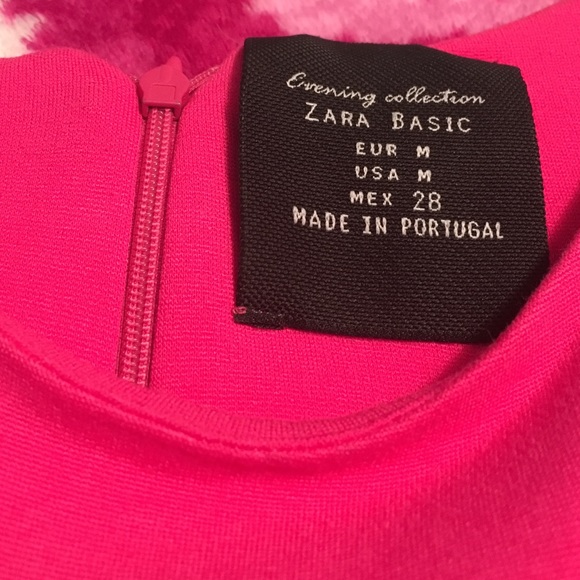 Evening collection
ZARA BASIC
EUR M
USA M
MEX 28
MADE IN PORTUGAL